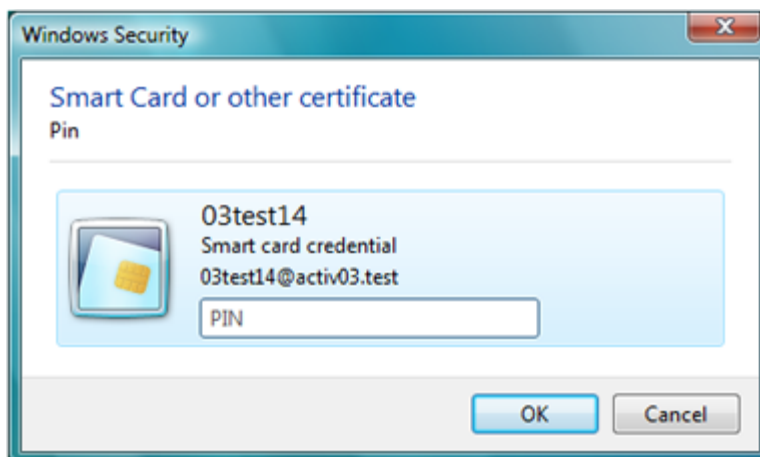 Windows Security
Smart Card or other certificate
Pin
03test14
Smart card credential
03test14@activ03.test
PIN
OK
Cancel